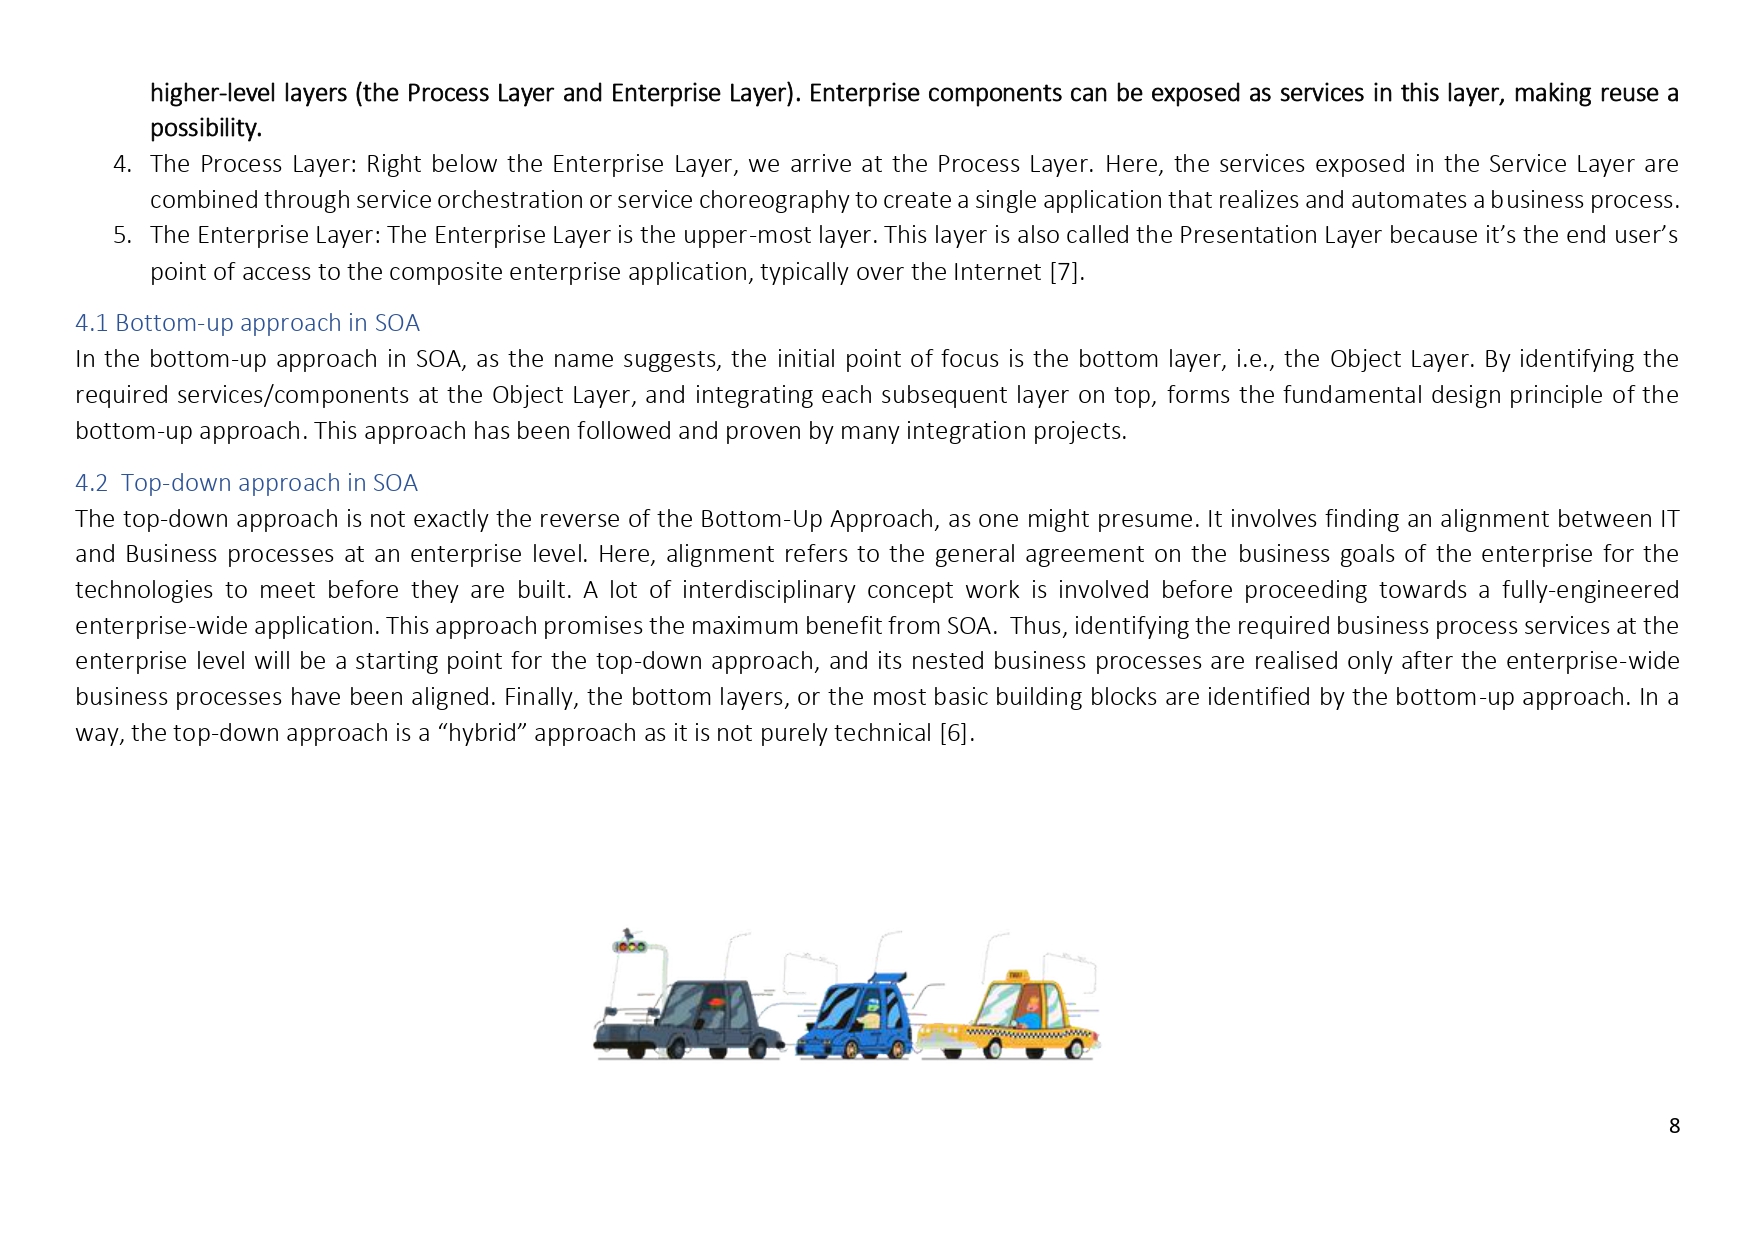 higher-level layers (the Process Layer and Enterprise Layer). Enterprise components can be exposed as services in this layer, making reuse a
possibility.
4. The Process Layer: Right below the Enterprise Layer, we arrive at the Process Layer. Here, the services exposed in the Service Layer are
combined through service orchestration or service choreography to create a single application that realizes and automates a business process.
5. The Enterprise Layer: The Enterprise Layer is the upper-most layer. This layer is also called the Presentation Layer because it’s the end user’s
point of access to the composite enterprise application, typically over the Internet [7].
4.1 Bottom-up approach in SOA
In the bottom-up approach in SOA, as the name suggests, the initial point of focus is the bottom layer, i.e., the Object Layer. By identifying the
required services/components at the Object Layer, and integrating each subsequent layer on top, forms the fundamental design principle of the
bottom-up approach. This approach has been followed and proven by many integration projects.
4.2 Top-down approach in SOA
The top-down approach is not exactly the reverse of the Bottom-Up Approach, as one might presume. It involves finding an alignment between IT
and Business processes at an enterprise level. Here, alignment refers to the general agreement on the business goals of the enterprise for the
technologies to meet before they are built. A lot of interdisciplinary concept work is involved before proceeding towards a fully-engineered
enterprise-wide application. This approach promises the maximum benefit from SOA. Thus, identifying the required business process services at the
enterprise level will be a starting point for the top-down approach, and its nested business processes are realised only after the enterprise-wide
business processes have been aligned. Finally, the bottom layers, or the most basic building blocks are identified by the bottom-up approach. In a
way, the top-down approach is a “hybrid” approach as it is not purely technical [6].
TAXI
8